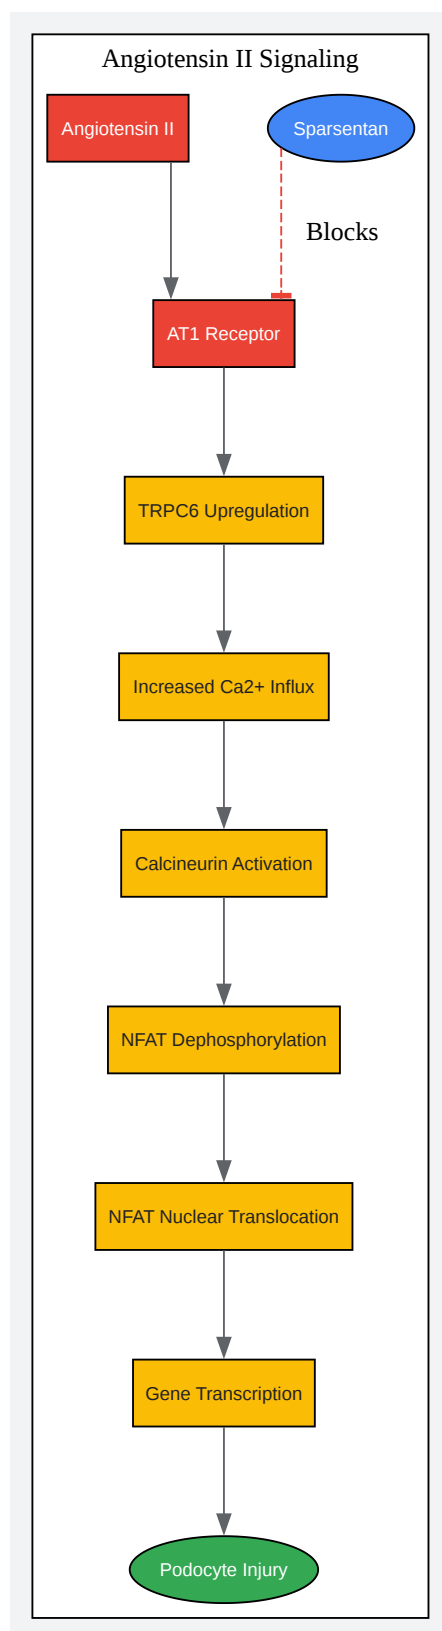 Angiotensin II Signaling
Angiotensin II
Sparsentan
Blocks
AT1 Receptor
TRPC6 Upregulation
Increased Ca2+ Influx
Calcineurin Activation
NFAT Dephosphorylation
NFAT Nuclear Translocation
Gene Transcription
Podocyte Injury